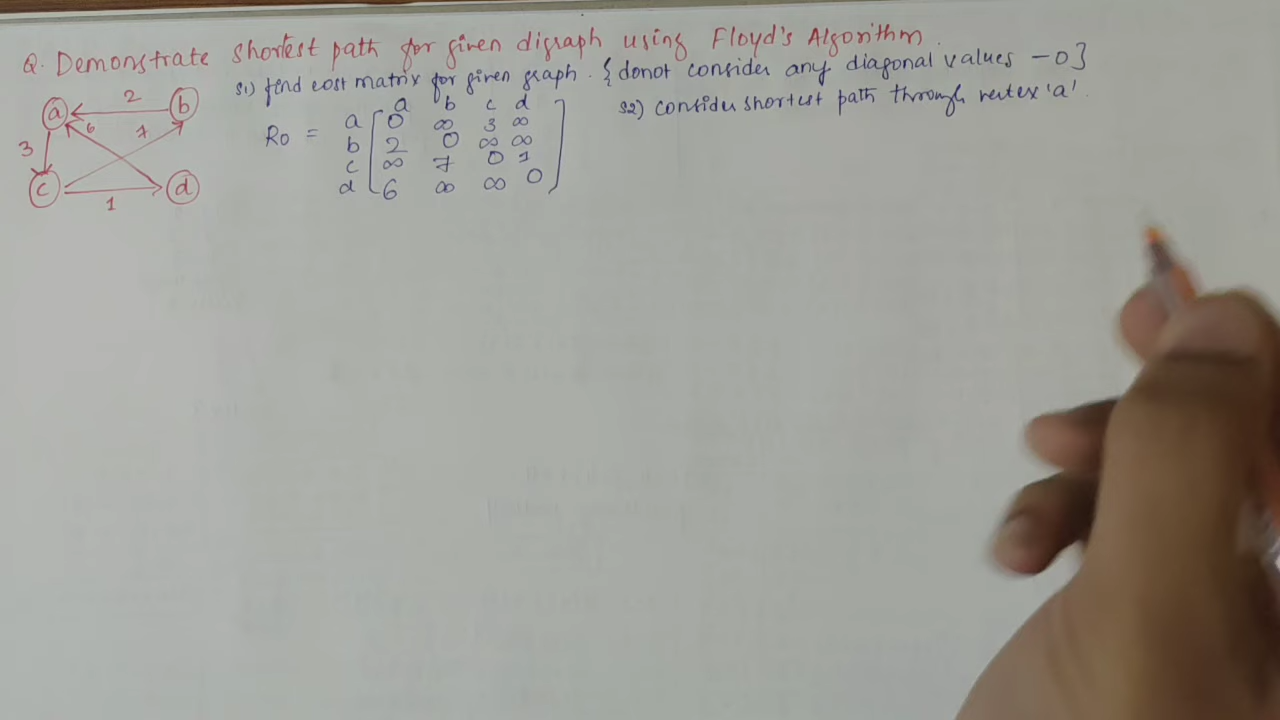 Q. Demonstrate shortest path for given digraph using Floyd's Algorithm.
S1) find cost matrix for given graph. {donot consider any diagonal values - 0}
S2) consider shortest path through vertex 'a'.
a 2 b
6 7
3
c 1 d
a b c d
R0 = a 0 ∞ 3 ∞
b 2 0 ∞ ∞
c ∞ 7 0 1
d 6 ∞ ∞ 0